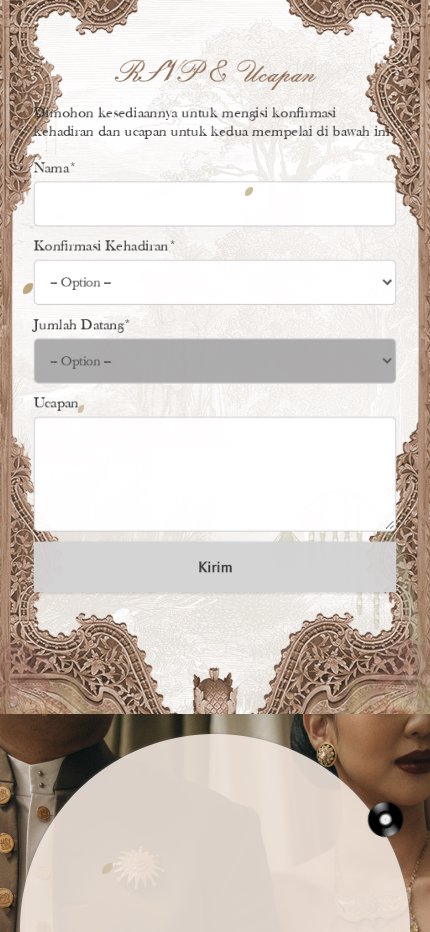 RSVP & Ucapan
Dimohon kesediaannya untuk mengisi konfirmasi
kehadiran dan ucapan untuk kedua mempelai di bawah ini.
Nama*
Konfirmasi Kehadiran*
-- Option --
Jumlah Datang*
-- Option --
Ucapan
Kirim